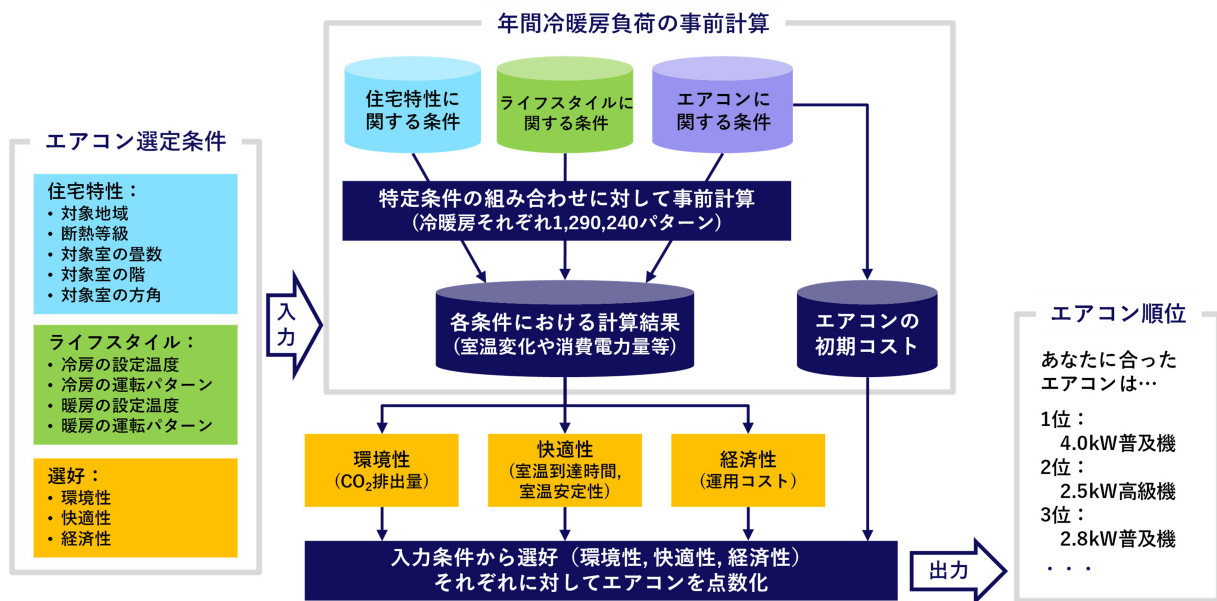 エアコン選定条件
住宅特性：
• 対象地域
• 断熱等級
• 対象室の畳数
• 対象室の階
• 対象室の方角
ライフスタイル：
• 冷房の設定温度
• 冷房の運転パターン
• 暖房の設定温度
• 暖房の運転パターン
選好：
• 環境性
• 快適性
• 経済性
入力
年間冷暖房負荷の事前計算
住宅特性に
関する条件
ライフスタイルに
関する条件
エアコンに
関する条件
特定条件の組み合わせに対して事前計算
（冷暖房それぞれ1,290,240パターン）
各条件における計算結果
（室温変化や消費電力量等）
エアコンの
初期コスト
環境性
（CO₂排出量）
快適性
（室温到達時間,
室温安定性）
経済性
（運用コスト）
入力条件から選好（環境性, 快適性, 経済性）
それぞれに対してエアコンを点数化
出力
エアコン順位
あなたに合った
エアコンは…
1位：
4.0kW普及機
2位：
2.5kW高級機
3位：
2.8kW普及機
・・・